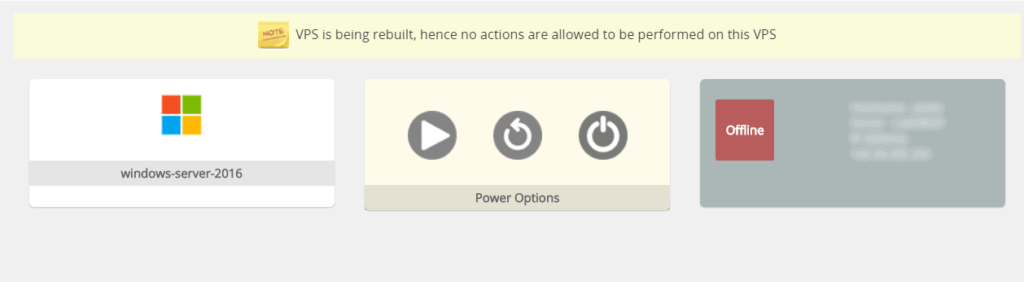 NOTE
VPS is being rebuilt, hence no actions are allowed to be performed on this VPS
windows-server-2016
Power Options
Offline